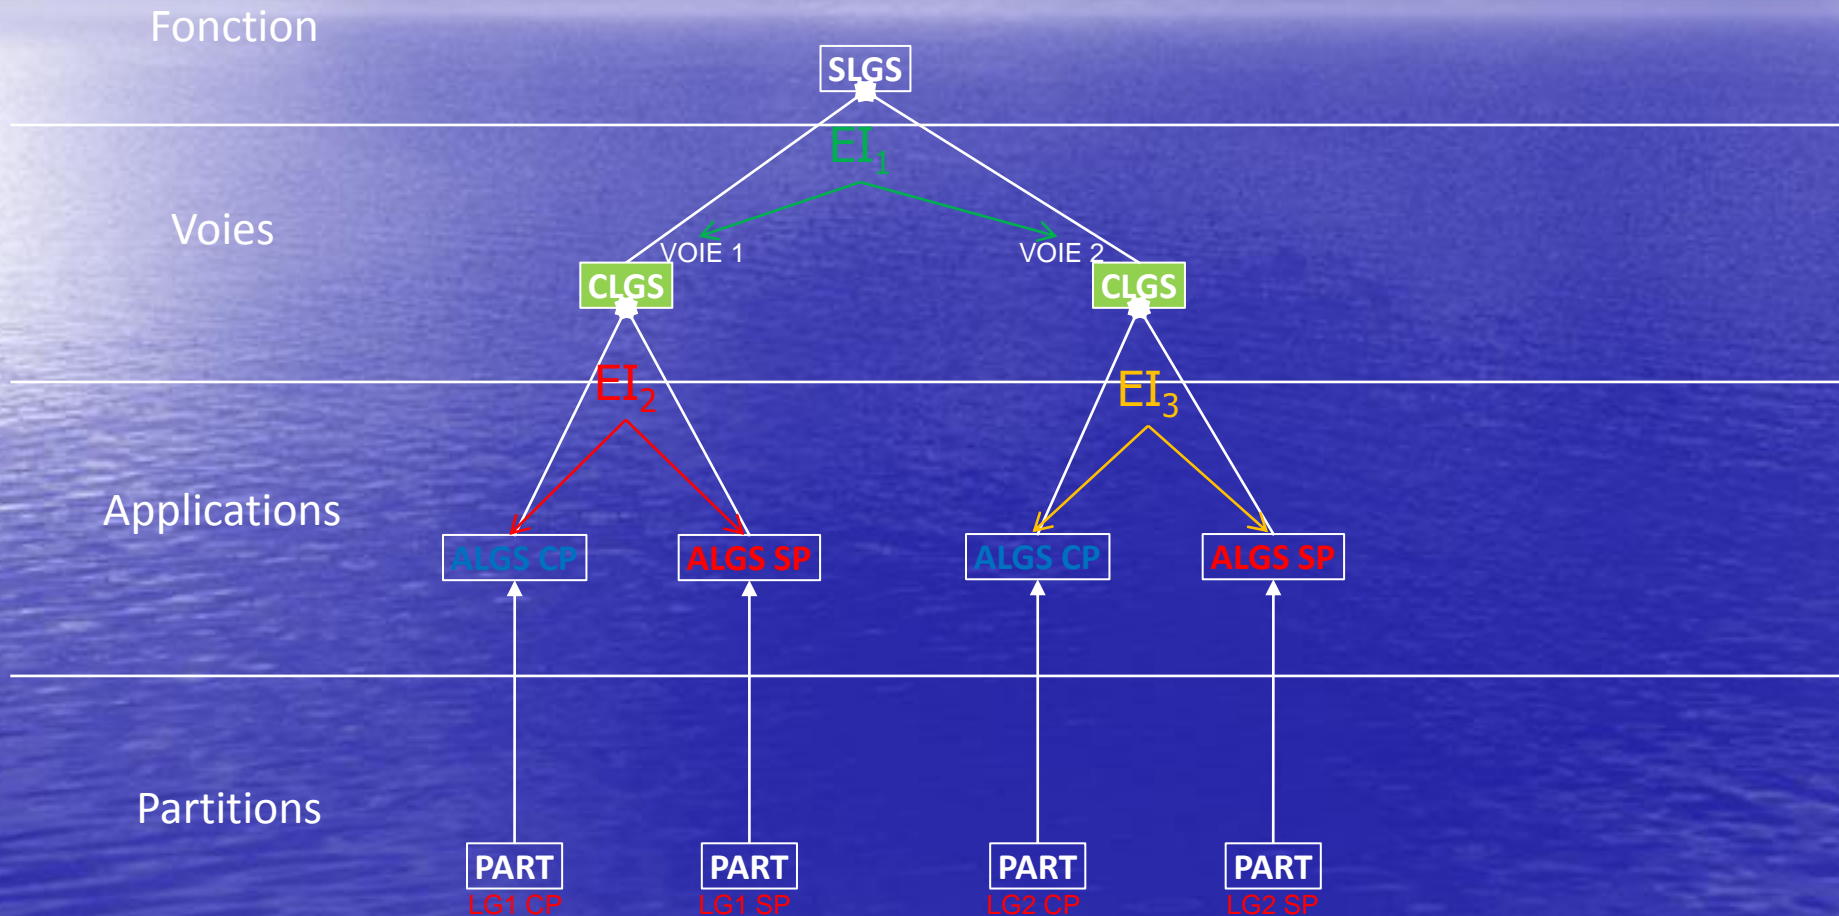 Fonction
SLGS
EI1
Voies
VOIE 1
VOIE 2
CLGS
CLGS
EI2
EI3
Applications
ALGS CP
ALGS SP
ALGS CP
ALGS SP
Partitions
PART
PART
PART
PART
LG1 CP
LG1 SP
LG2 CP
LG2 SP